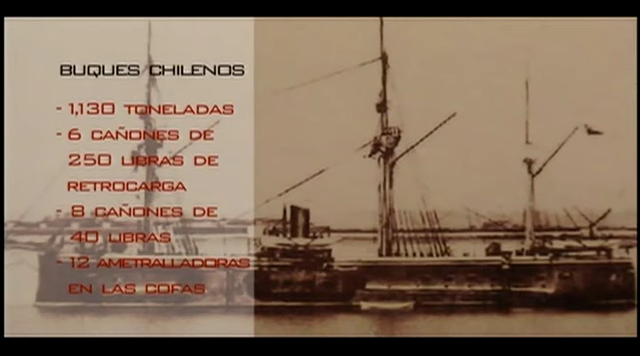 BUQUES CHILENOS
- 1,130 TONELADAS
- 6 CAÑONES DE
250 LIBRAS DE
RETROCARGA
- 8 CAÑONES DE
40 LIBRAS
- 12 AMETRALLADORAS
EN LAS COFAS